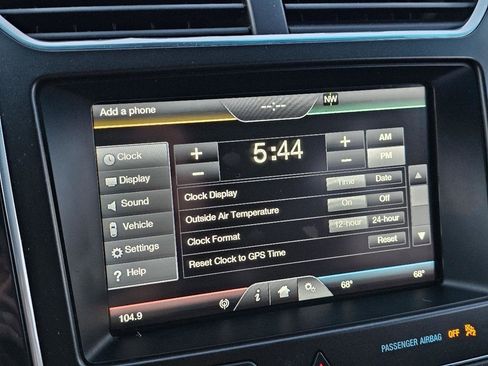 Add a phone
--:--
NW
Clock
+
5:44
+
AM
–
–
PM
Display
Clock Display
Time
Date
Sound
Outside Air Temperature
On
Off
Vehicle
Clock Format
12-hour
24-hour
Settings
Reset Clock to GPS Time
Reset
? Help
104.9
i
68°
68°
PASSENGER AIRBAG
OFF
2